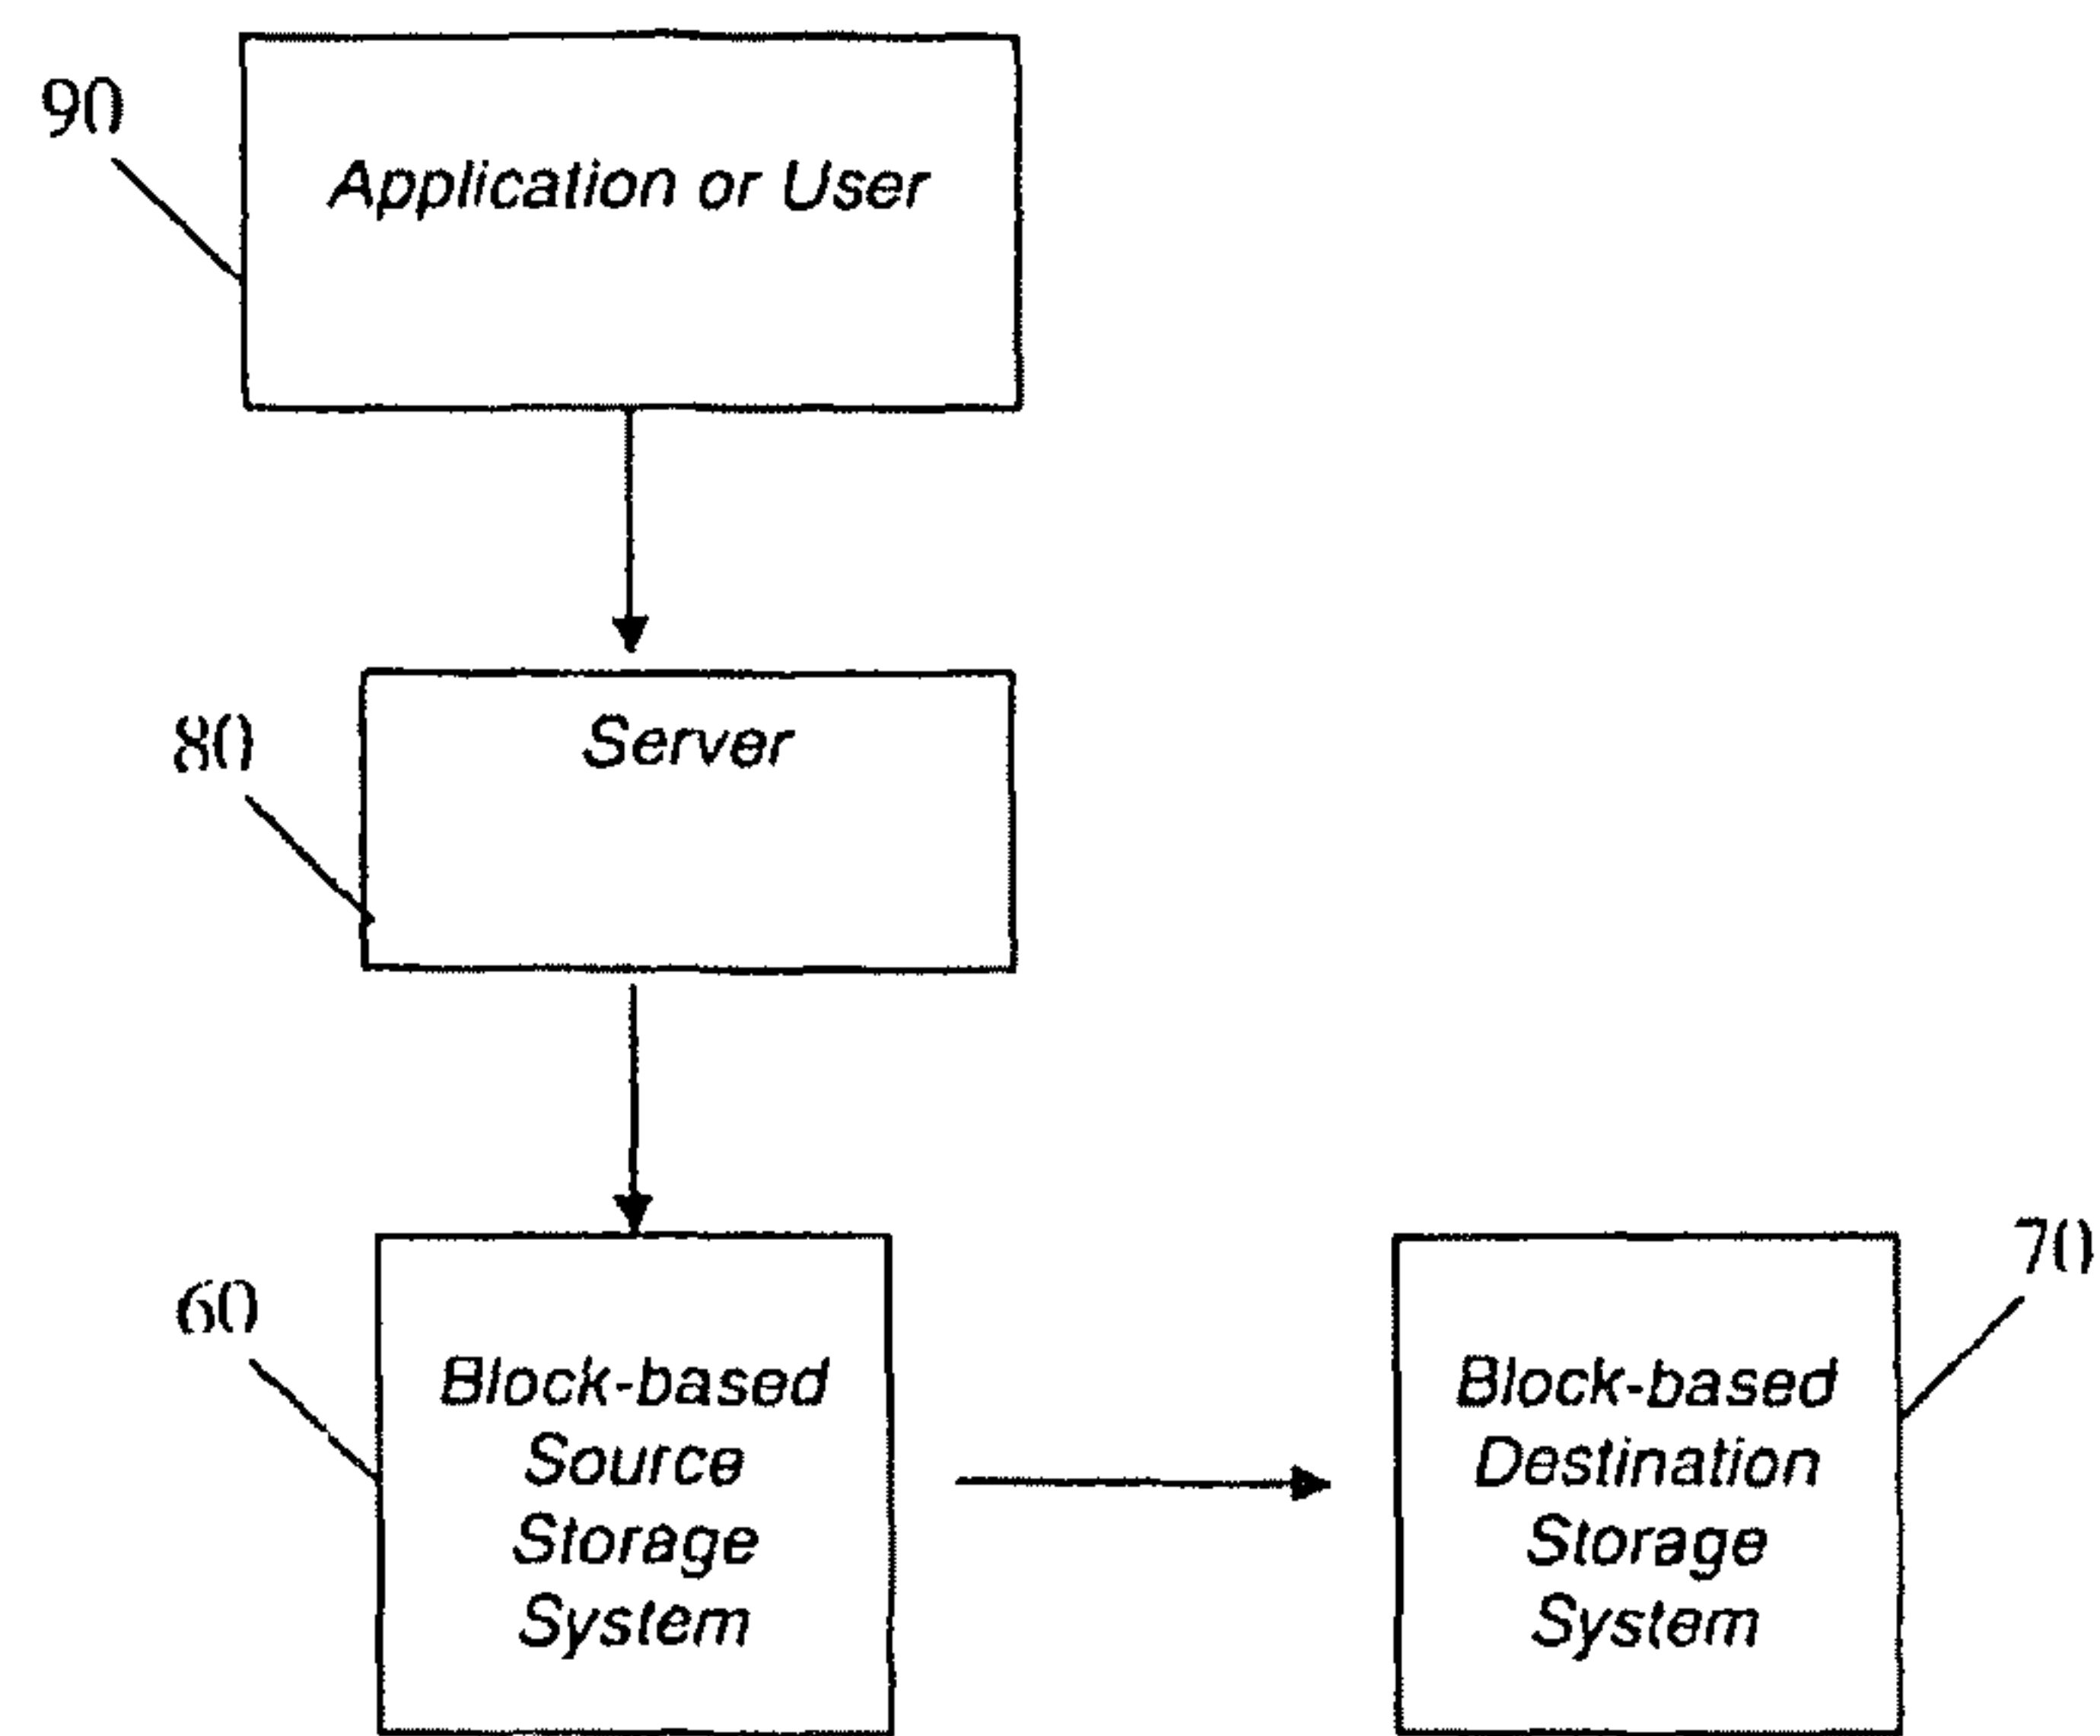 90
Application or User
80
Server
60
Block-based
Source
Storage
System
70
Block-based
Destination
Storage
System